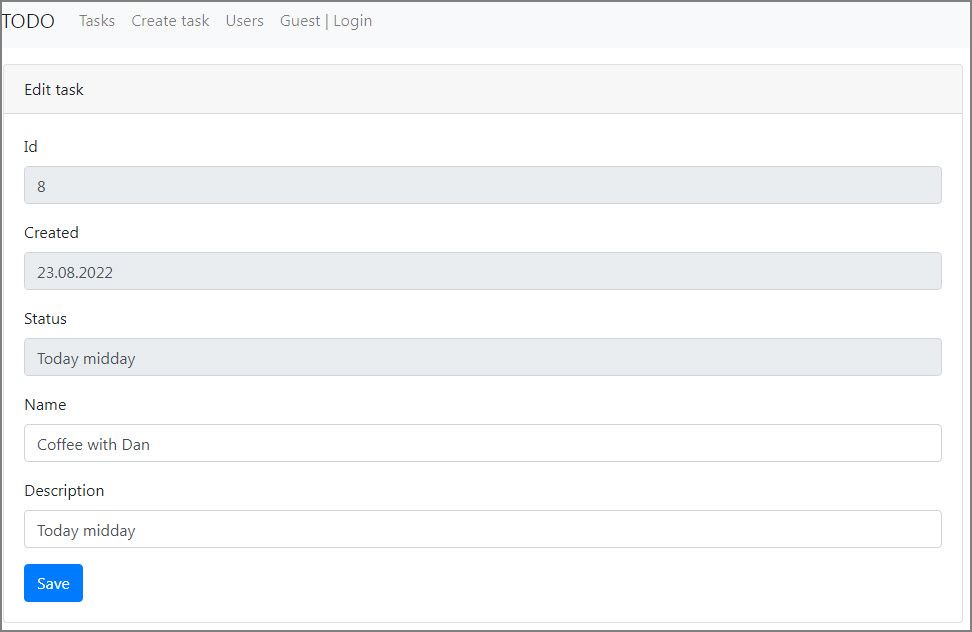 TODO Tasks Create task Users Guest | Login
Edit task
Id
8
Created
23.08.2022
Status
Today midday
Name
Coffee with Dan
Description
Today midday
Save